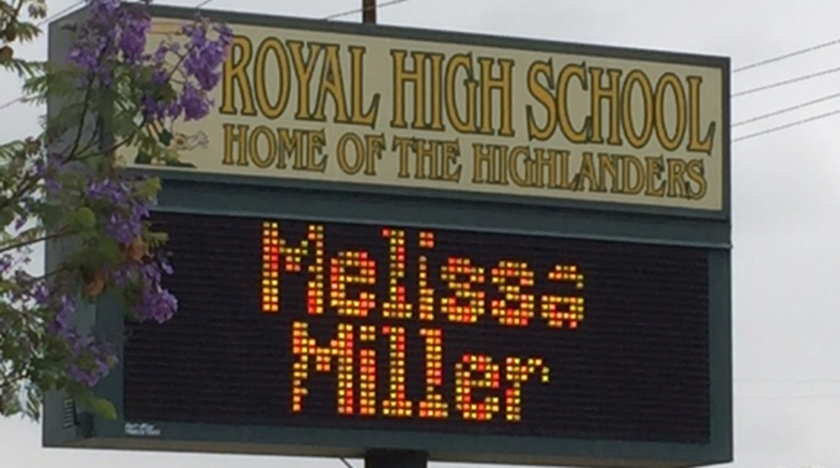 ROYAL HIGH SCHOOL
HOME OF THE HIGHLANDERS
Melissa
Miller